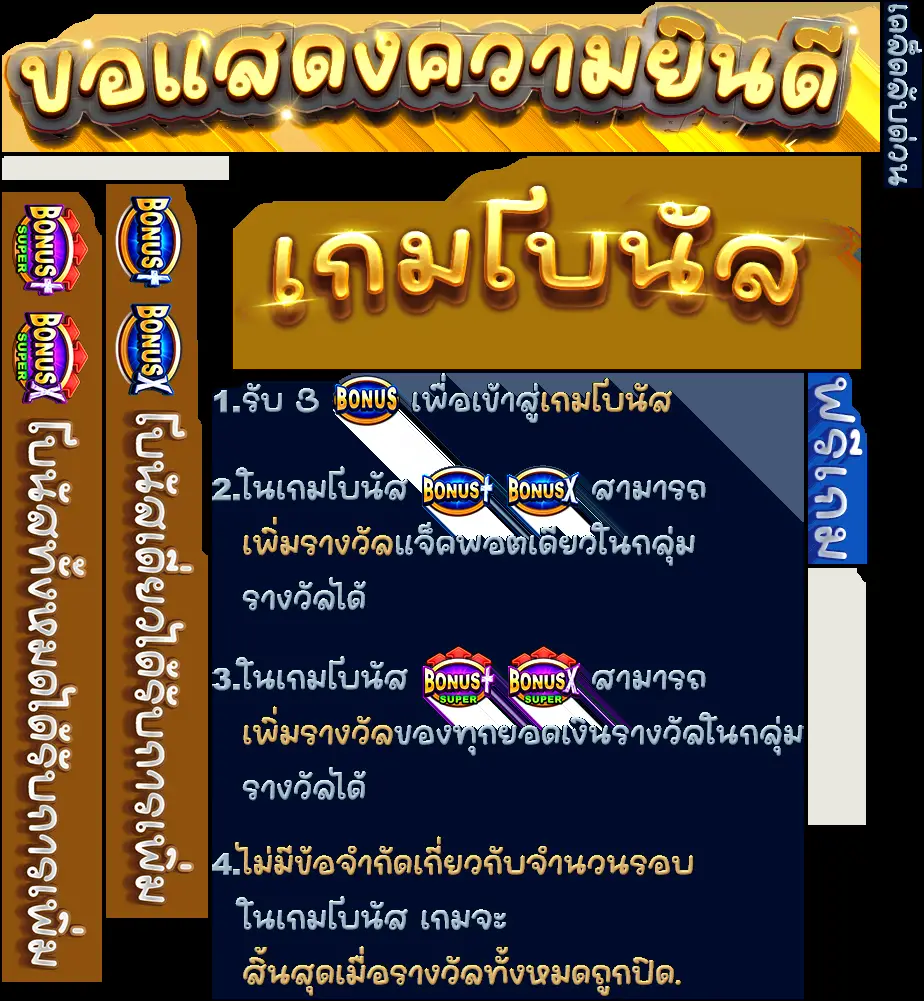 ขอแสดงความยินดี
เคล็ดลับด่วน
เกมโบนัส
BONUS+
SUPER
BONUSX
SUPER
โบนัสทั้งหมดได้รับการเพิ่ม
BONUS+
BONUSX
โบนัสเดี่ยวได้รับการเพิ่ม
1.รับ 3 BONUS เพื่อเข้าสู่เกมโบนัส
2.ในเกมโบนัส BONUS+ BONUSX สามารถ
เพิ่มรางวัลแจ็คพอตเดียวในกลุ่ม
รางวัลได้
3.ในเกมโบนัส BONUS+ SUPER BONUSX SUPER สามารถ
เพิ่มรางวัลของทุกยอดเงินรางวัลในกลุ่ม
รางวัลได้
4.ไม่มีข้อจำกัดเกี่ยวกับจำนวนรอบ
ในเกมโบนัส เกมจะ
สิ้นสุดเมื่อรางวัลทั้งหมดถูกปิด.
ฟรีเกม